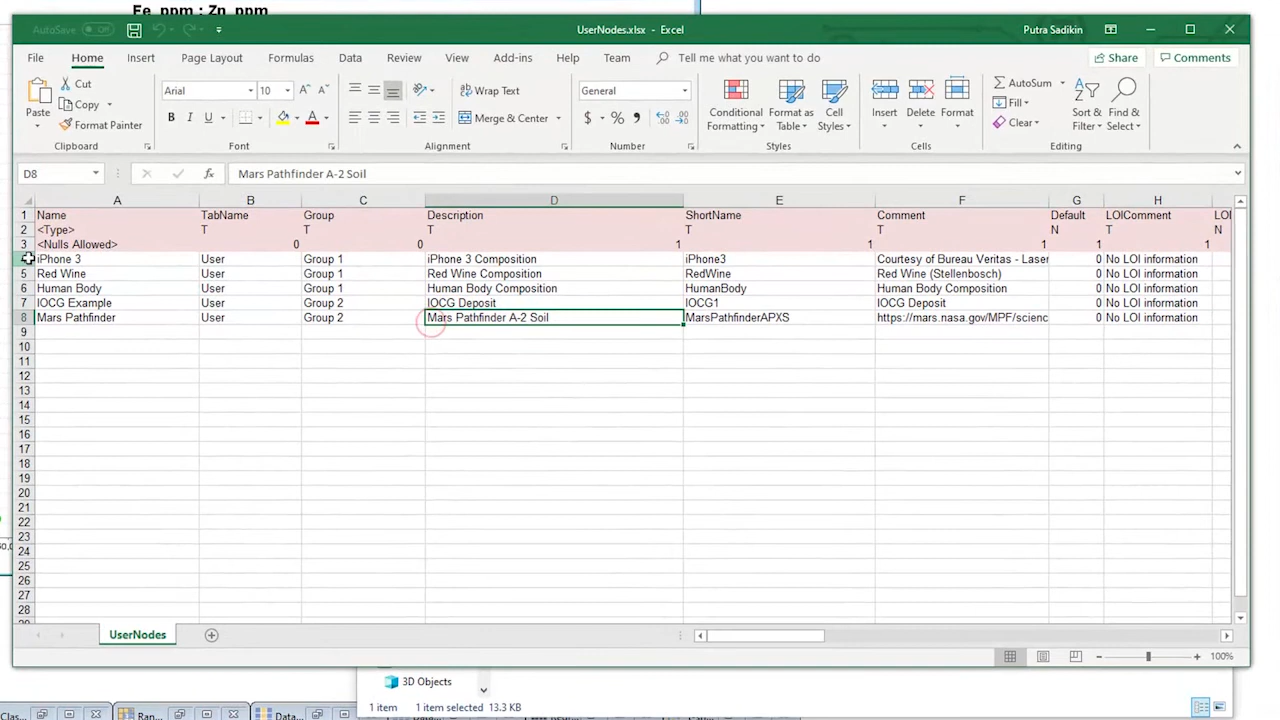 Fe_ppm : Zn_ppm
AutoSave Off UserNodes.xlsx - Excel Putra Sadikin
File Home Insert Page Layout Formulas Data Review View Add-ins Help Team Tell me what you want to do Share Comments
Paste Cut Copy Format Painter Clipboard
Arial 10 B I U Font
Wrap Text Merge & Center Alignment
General $ % Number
Conditional Formatting Format as Table Cell Styles Styles
Insert Delete Format Cells
AutoSum Fill Clear Sort & Filter Find & Select Editing
D8 fx Mars Pathfinder A-2 Soil
A B C D E F G H
1 Name TabName Group Description ShortName Comment Default LOIComment LOI
2 <Type> T T T T T N T N
3 <Nulls Allowed> 0 0 1 1 1 1 1
iPhone 3 User Group 1 iPhone 3 Composition iPhone3 Courtesy of Bureau Veritas - Laser 0 No LOI information
5 Red Wine User Group 1 Red Wine Composition RedWine Red Wine (Stellenbosch) 0 No LOI information
6 Human Body User Group 1 Human Body Composition HumanBody Human Body Composition 0 No LOI information
7 IOCG Example User Group 2 IOCG Deposit IOCG1 IOCG Deposit 0 No LOI information
8 Mars Pathfinder User Group 2 Mars Pathfinder A-2 Soil MarsPathfinderAPXS https://mars.nasa.gov/MPF/scienc 0 No LOI information
9
10
11
12
13
14
15
16
17
18
19
20
21
22
23
24
25
26
27
28
UserNodes
100%
3D Objects
1 item 1 item selected 13.3 KB
Clas... Ran... Data...